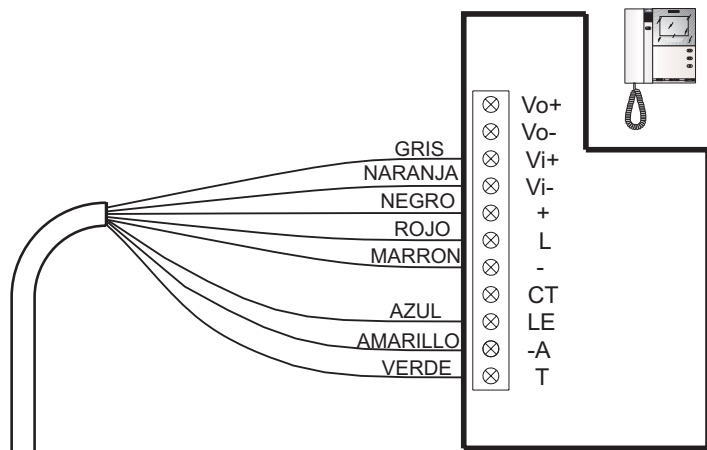 Vo+
Vo-
GRIS Vi+
NARANJA Vi-
NEGRO +
ROJO L
MARRON -
CT
AZUL LE
AMARILLO -A
VERDE T